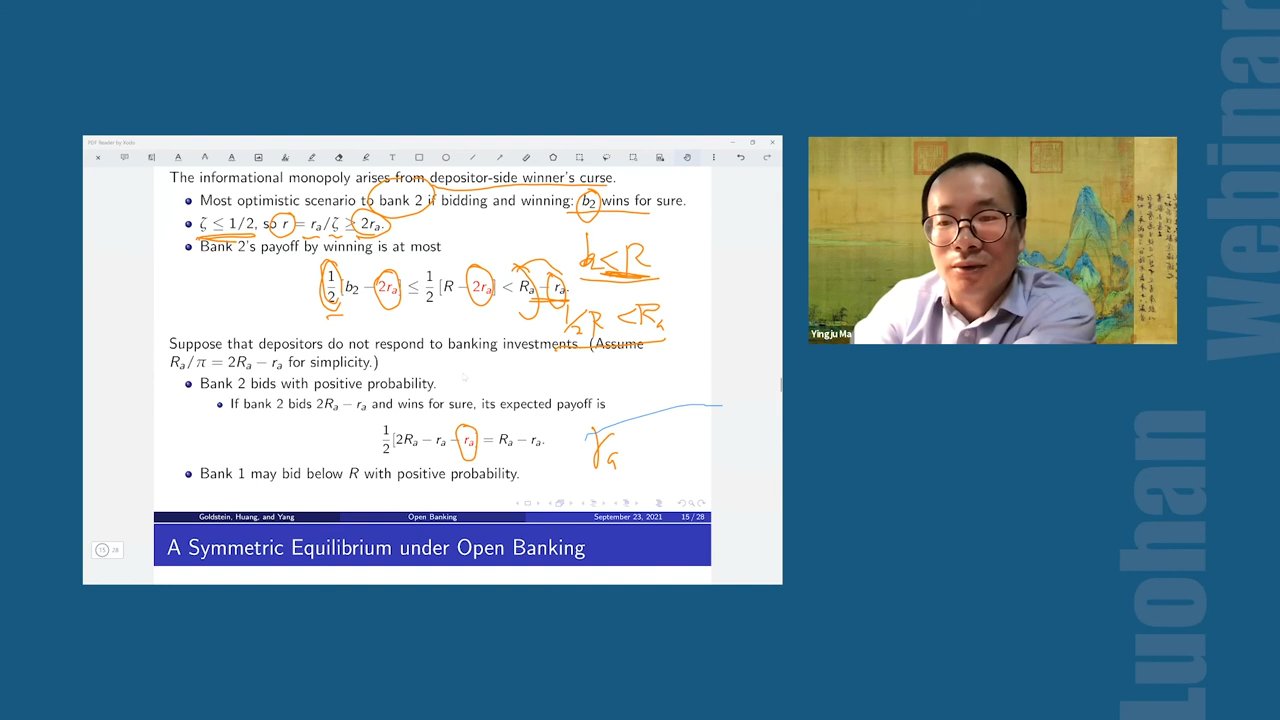 PDF Reader by Xodo
The informational monopoly arises from depositor-side winner's curse.
Most optimistic scenario to bank 2 if bidding and winning: b₂ wins for sure.
ζ ≤ 1/2, so r = rₐ/ζ ≥ 2rₐ.
Bank 2's payoff by winning is at most
1/2 [b₂ − 2rₐ] ≤ 1/2 [R − 2rₐ] < Rₐ − rₐ.
< R
1/2 R < Rₐ
Suppose that depositors do not respond to banking investments. (Assume
Rₐ/π = 2Rₐ − rₐ for simplicity.)
Bank 2 bids with positive probability.
If bank 2 bids 2Rₐ − rₐ and wins for sure, its expected payoff is
1/2 [2Rₐ − rₐ − rₐ] = Rₐ − rₐ.
rₐ
Bank 1 may bid below R with positive probability.
Goldstein, Huang, and Yang Open Banking September 23, 2021 15 / 28
A Symmetric Equilibrium under Open Banking
15 28
Yingju Ma
Luohan Webinar